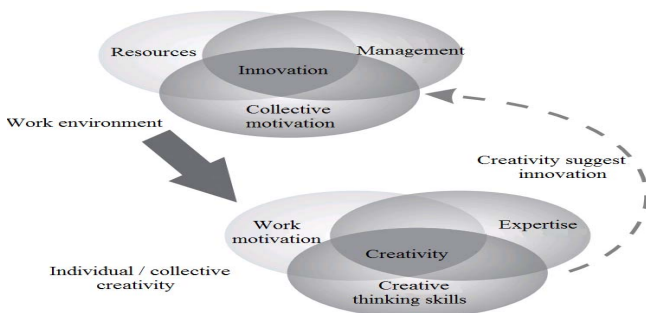 Resources
Management
Innovation
Collective
motivation
Work environment
Creativity suggest
innovation
Work
motivation
Expertise
Creativity
Individual / collective
creativity
Creative
thinking skills